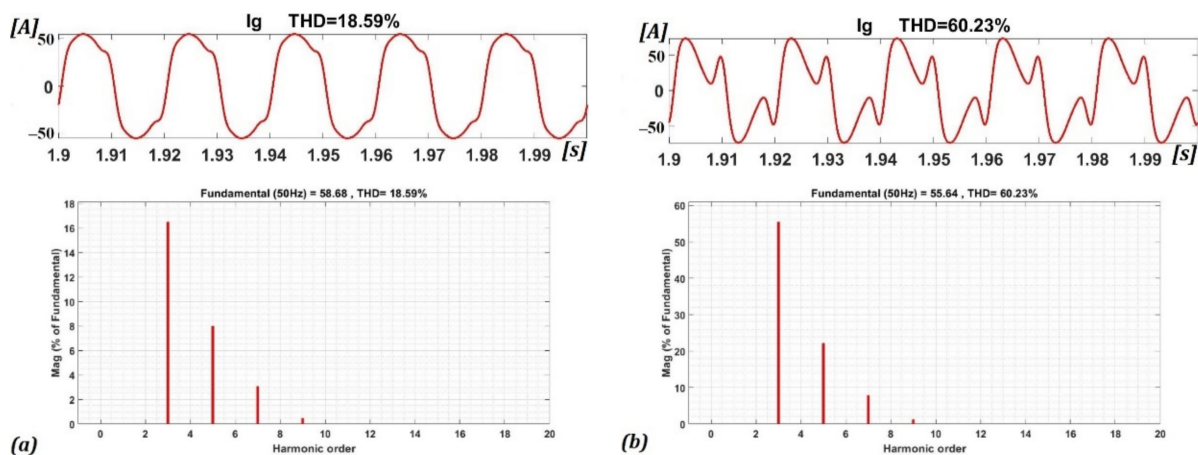 Ig THD=18.59%
[A]
50
0
−50
1.9 1.91 1.92 1.93 1.94 1.95 1.96 1.97 1.98 1.99 [s]
Fundamental (50Hz) = 58.68 , THD= 18.59%
Mag (% of Fundamental)
18
16
14
12
10
8
6
4
2
0
0 2 4 6 8 10 12 14 16 18 20
Harmonic order
(a)
Ig THD=60.23%
[A]
50
0
−50
1.9 1.91 1.92 1.93 1.94 1.95 1.96 1.97 1.98 1.99 [s]
Fundamental (50Hz) = 55.64 , THD= 60.23%
Mag (% of Fundamental)
60
50
40
30
20
10
0
0 2 4 6 8 10 12 14 16 18 20
Harmonic order
(b)